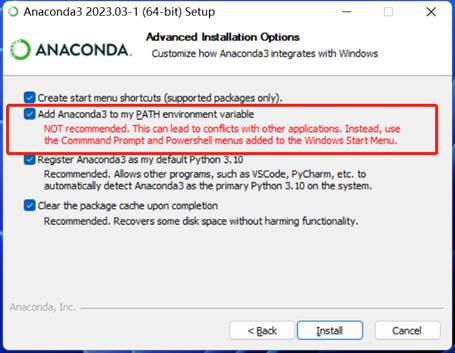 Anaconda3 2023.03-1 (64-bit) Setup
ANACONDA.
Advanced Installation Options
Customize how Anaconda3 integrates with Windows
Create start menu shortcuts (supported packages only).
Add Anaconda3 to my PATH environment variable
NOT recommended. This can lead to conflicts with other applications. Instead, use
the Commmand Prompt and Powershell menus added to the Windows Start Menu.
Register Anaconda3 as my default Python 3.10
Recommended. Allows other programs, such as VSCode, PyCharm, etc. to
automatically detect Anaconda3 as the primary Python 3.10 on the system.
Clear the package cache upon completion
Recommended. Recovers some disk space without harming functionality.
Anaconda, Inc.
< Back
Install
Cancel